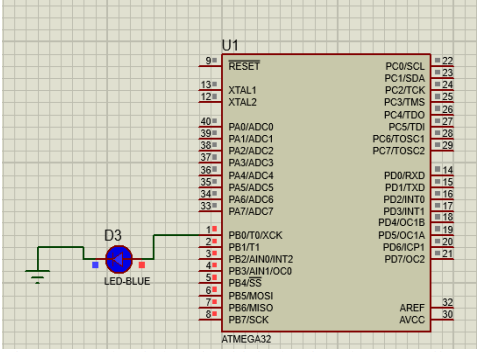 U1
9 RESET
13 XTAL1
12 XTAL2
40 PA0/ADC0
39 PA1/ADC1
38 PA2/ADC2
37 PA3/ADC3
36 PA4/ADC4
35 PA5/ADC5
34 PA6/ADC6
33 PA7/ADC7
1 PB0/T0/XCK
2 PB1/T1
3 PB2/AIN0/INT2
4 PB3/AIN1/OC0
5 PB4/SS
6 PB5/MOSI
7 PB6/MISO
8 PB7/SCK
PC0/SCL 22
PC1/SDA 23
PC2/TCK 24
PC3/TMS 25
PC4/TDO 26
PC5/TDI 27
PC6/TOSC1 28
PC7/TOSC2 29
PD0/RXD 14
PD1/TXD 15
PD2/INT0 16
PD3/INT1 17
PD4/OC1B 18
PD5/OC1A 19
PD6/ICP1 20
PD7/OC2 21
AREF 32
AVCC 30
ATMEGA32
D3
LED-BLUE